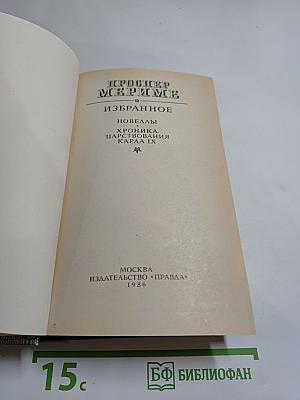 ПРОСПЕР
МЕРИМЕ
ИЗБРАННОЕ
НОВЕЛЛЫ
ХРОНИКА
ЦАРСТВОВАНИЯ
КАРЛА IX
МОСКВА
ИЗДАТЕЛЬСТВО «ПРАВДА»
1986
15с
БФ БИБЛИОФАН